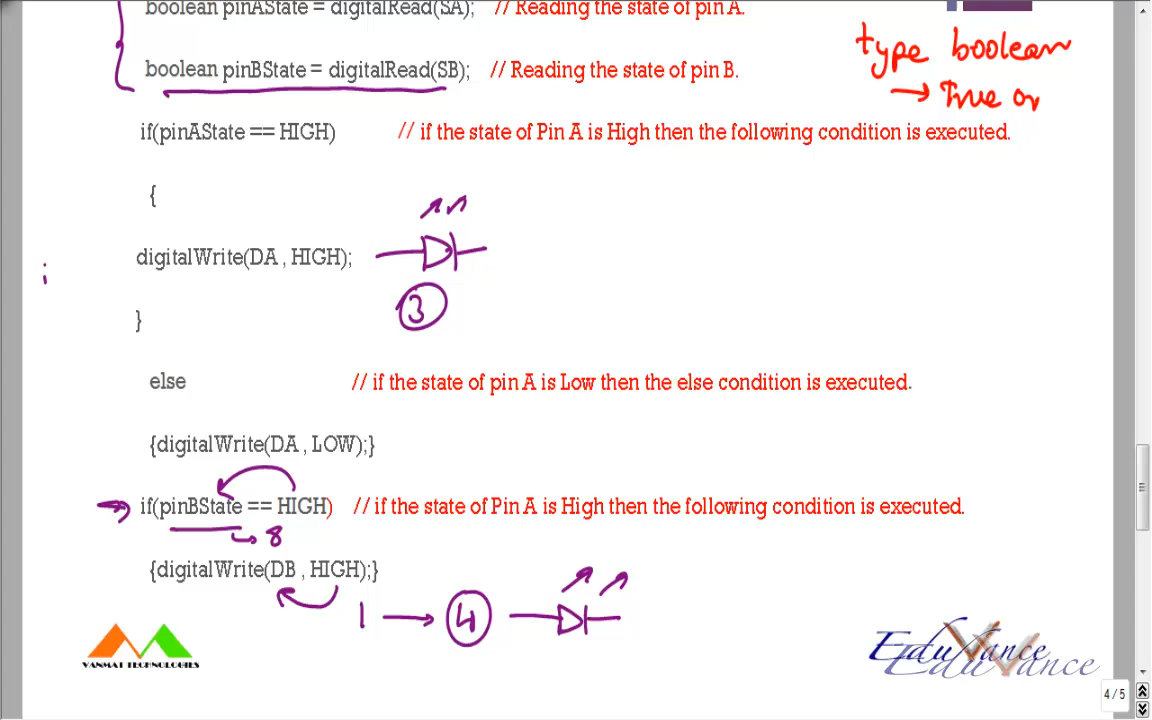 boolean pinAState = digitalRead(SA); // Reading the state of pin A.
type boolean
boolean pinBState = digitalRead(SB); // Reading the state of pin B.
→ True or
if(pinAState == HIGH) // if the state of Pin A is High then the following condition is executed.
{
digitalWrite(DA , HIGH);
3
}
else // if the state of pin A is Low then the else condition is executed.
{digitalWrite(DA , LOW);}
if(pinBState == HIGH) // if the state of Pin A is High then the following condition is executed.
8
{digitalWrite(DB , HIGH);}
1 → 4
VANMAT TECHNOLOGIES
EduVance
4 / 5